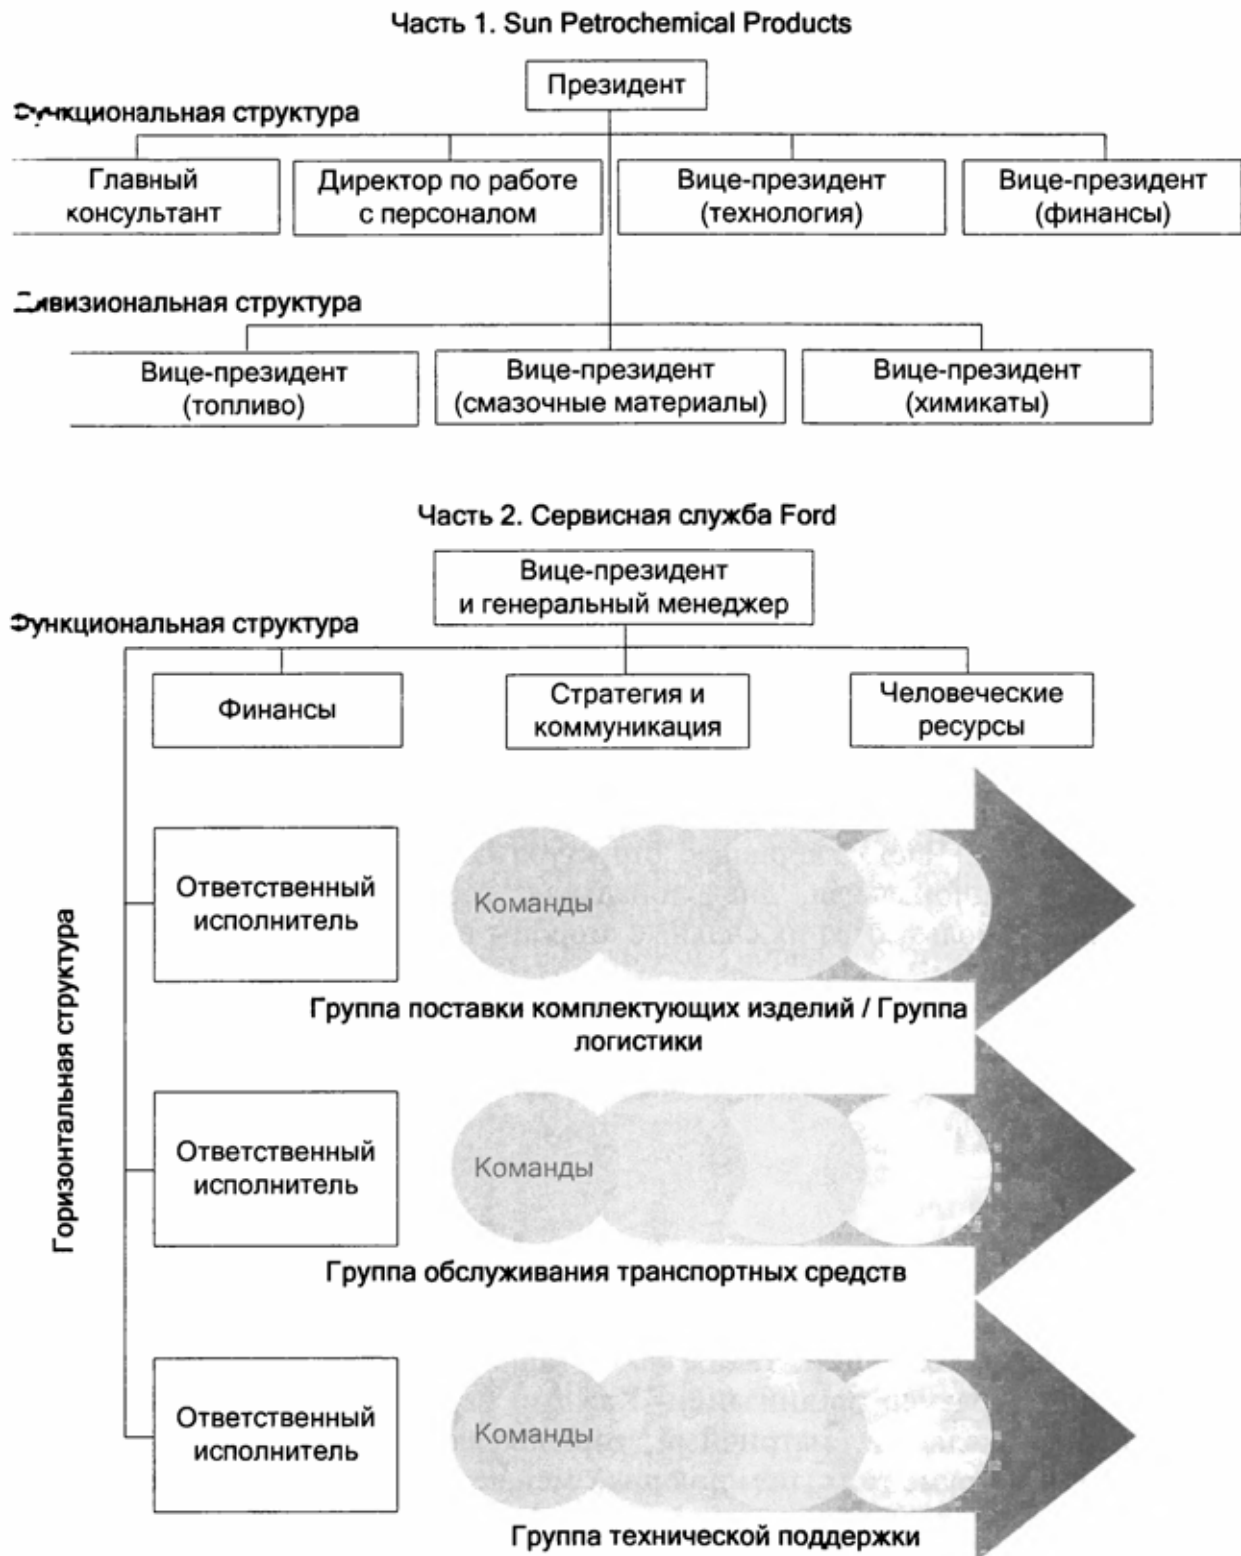 Часть 1. Sun Petrochemical Products
Президент
Функциональная структура
Главный
консультант
Директор по работе
с персоналом
Вице-президент
(технология)
Вице-президент
(финансы)
Дивизиональная структура
Вице-президент
(топливо)
Вице-президент
(смазочные материалы)
Вице-президент
(химикаты)
Часть 2. Сервисная служба Ford
Вице-президент
и генеральный менеджер
Функциональная структура
Финансы
Стратегия и
коммуникация
Человеческие
ресурсы
Горизонтальная структура
Ответственный
исполнитель
Команды
Группа поставки комплектующих изделий / Группа
логистики
Ответственный
исполнитель
Команды
Группа обслуживания транспортных средств
Ответственный
исполнитель
Команды
Группа технической поддержки